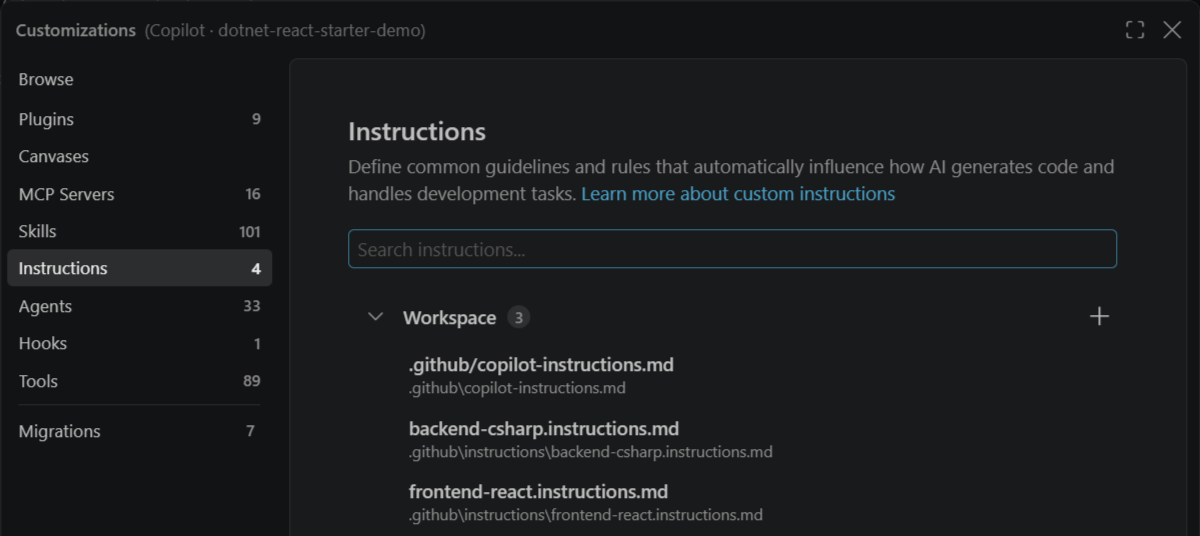 Customizations (Copilot · dotnet-react-starter-demo)
Browse
Plugins 9
Canvases
MCP Servers 16
Skills 101
Instructions 4
Agents 33
Hooks 1
Tools 89
Migrations 7
Instructions
Define common guidelines and rules that automatically influence how AI generates code and
handles development tasks. Learn more about custom instructions
Search instructions...
Workspace 3
.github/copilot-instructions.md
.github\copilot-instructions.md
backend-csharp.instructions.md
.github\instructions\backend-csharp.instructions.md
frontend-react.instructions.md
.github\instructions\frontend-react.instructions.md